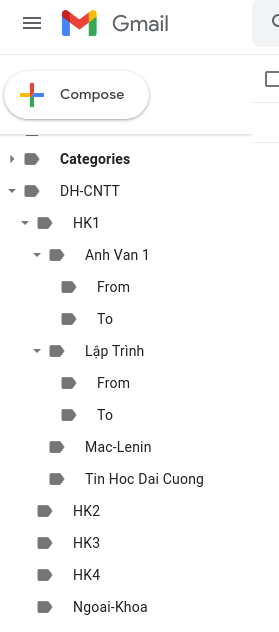 Gmail
Compose
Categories
DH-CNTT
HK1
Anh Van 1
From
To
Lập Trình
From
To
Mac-Lenin
Tin Hoc Dai Cuong
HK2
HK3
HK4
Ngoai-Khoa